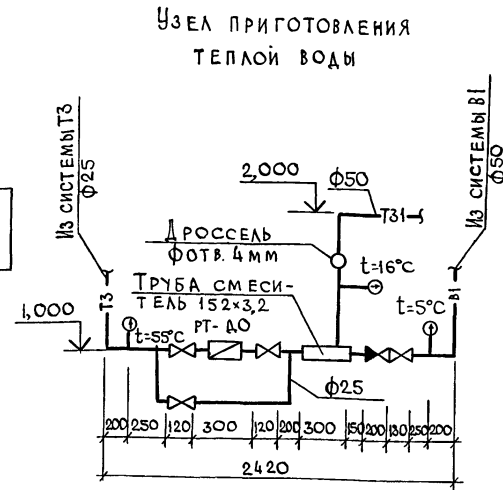 УЗЕЛ ПРИГОТОВЛЕНИЯ
ТЕПЛОЙ ВОДЫ
ИЗ СИСТЕМЫ Т3
Ф25
ИЗ СИСТЕМЫ В1
Ф50
2,000
Ф50
Т31
ДРОССЕЛЬ
ФОТВ. 4ММ
t=16°С
Т3
ТРУБА СМЕСИ-
ТЕЛЬ 152×3,2
t=5°С
В1
1,000
t=55°С
РТ-ДО
Ф25
200 250 120 300 120 200 300 150 200 130 250 200
2420